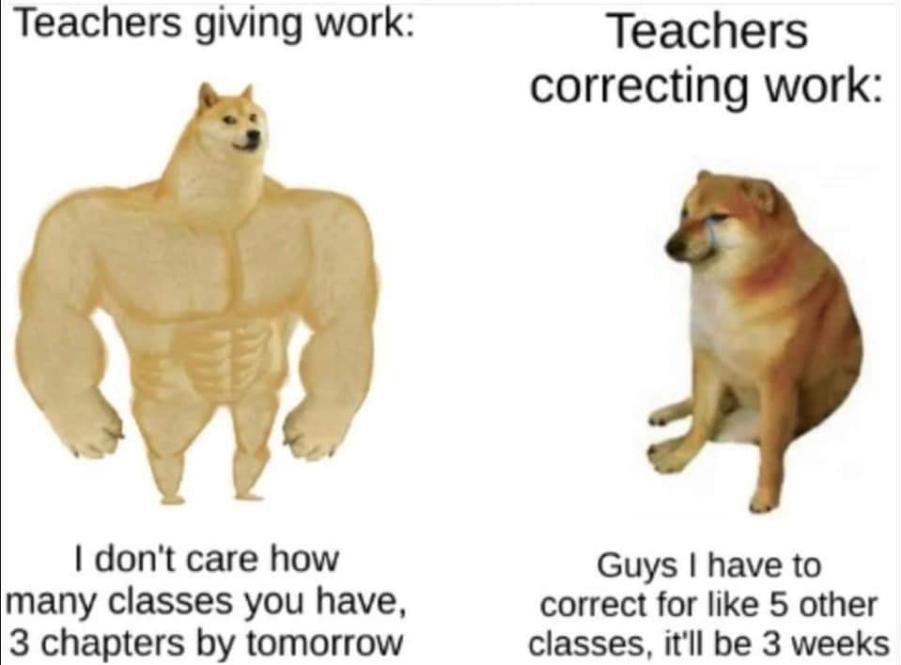 Teachers giving work:
I don't care how
many classes you have,
3 chapters by tomorrow
Teachers
correcting work:
Guys I have to
correct for like 5 other
classes, it'll be 3 weeks